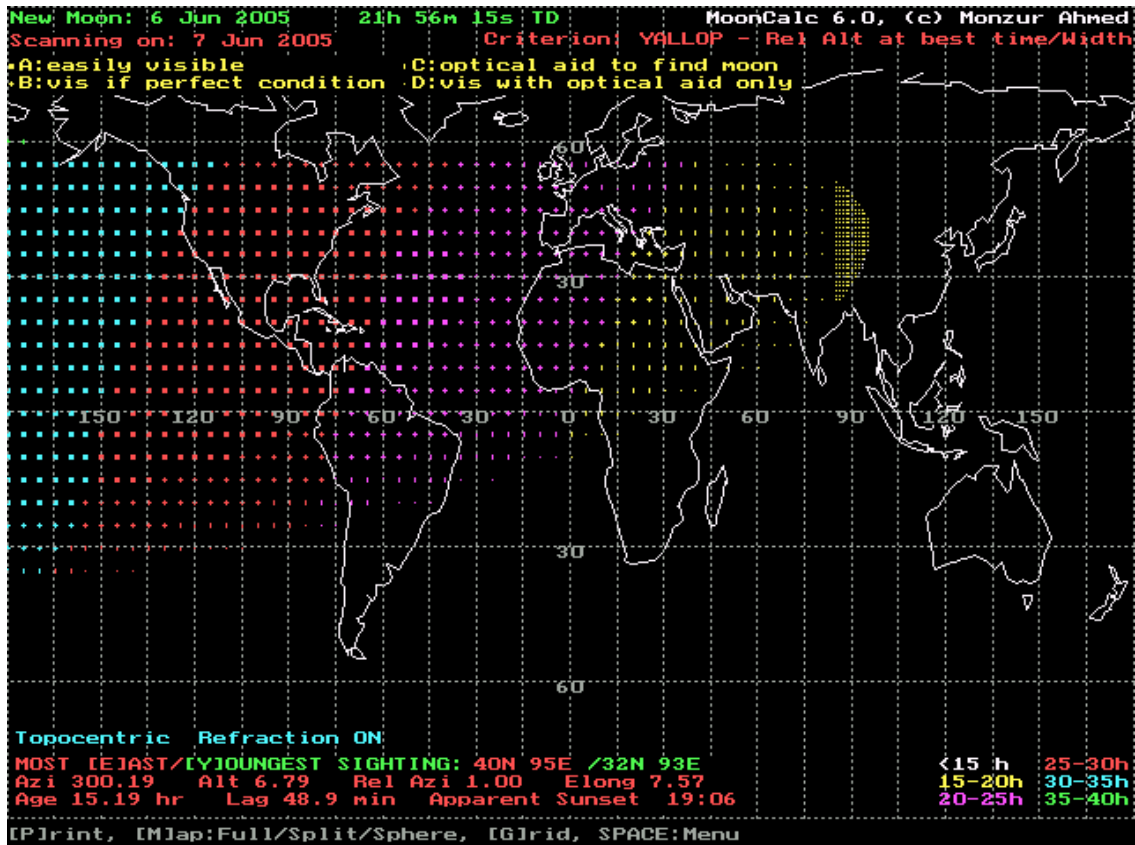 New Moon: 6 Jun 2005    21h 56m 15s TD    MoonCalc 6.0, (c) Monzur Ahmed
Scanning on: 7 Jun 2005    Criterion: YALLOP - Rel Alt at best time/Width
A:easily visible    C:optical aid to find moon
B:vis if perfect condition    D:vis with optical aid only
60
30
150 120 90 60 30 0 30 60 90 120 150
30
60
Topocentric Refraction ON
MOST [E]AST/[Y]OUNGEST SIGHTING: 40N 95E /32N 93E    <15 h 25-30h
Azi 300.19 Alt 6.79 Rel Azi 1.00 Elong 7.57    15-20h 30-35h
Age 15.19 hr Lag 48.9 min Apparent Sunset 19:06    20-25h 35-40h
[P]rint, [M]ap:Full/Split/Sphere, [G]rid, SPACE:Menu